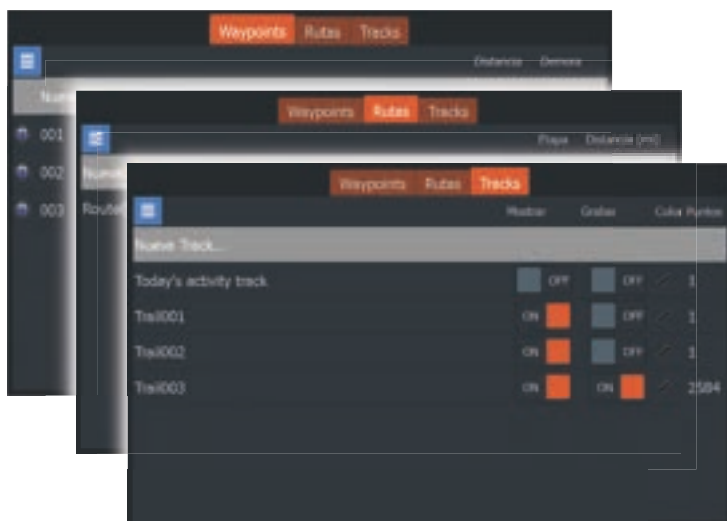 Waypoints Rutas Tracks
Distancia Demora
001
002
003
Waypoints Rutas Tracks
Etapa Distancia (nm)
Waypoints Rutas Tracks
Mostrar Grabar Color Puntos
Nuevo Track...
Today's activity track OFF OFF 1
Trail001 ON OFF 1
Trail002 ON OFF 1
Trail003 ON ON 2584